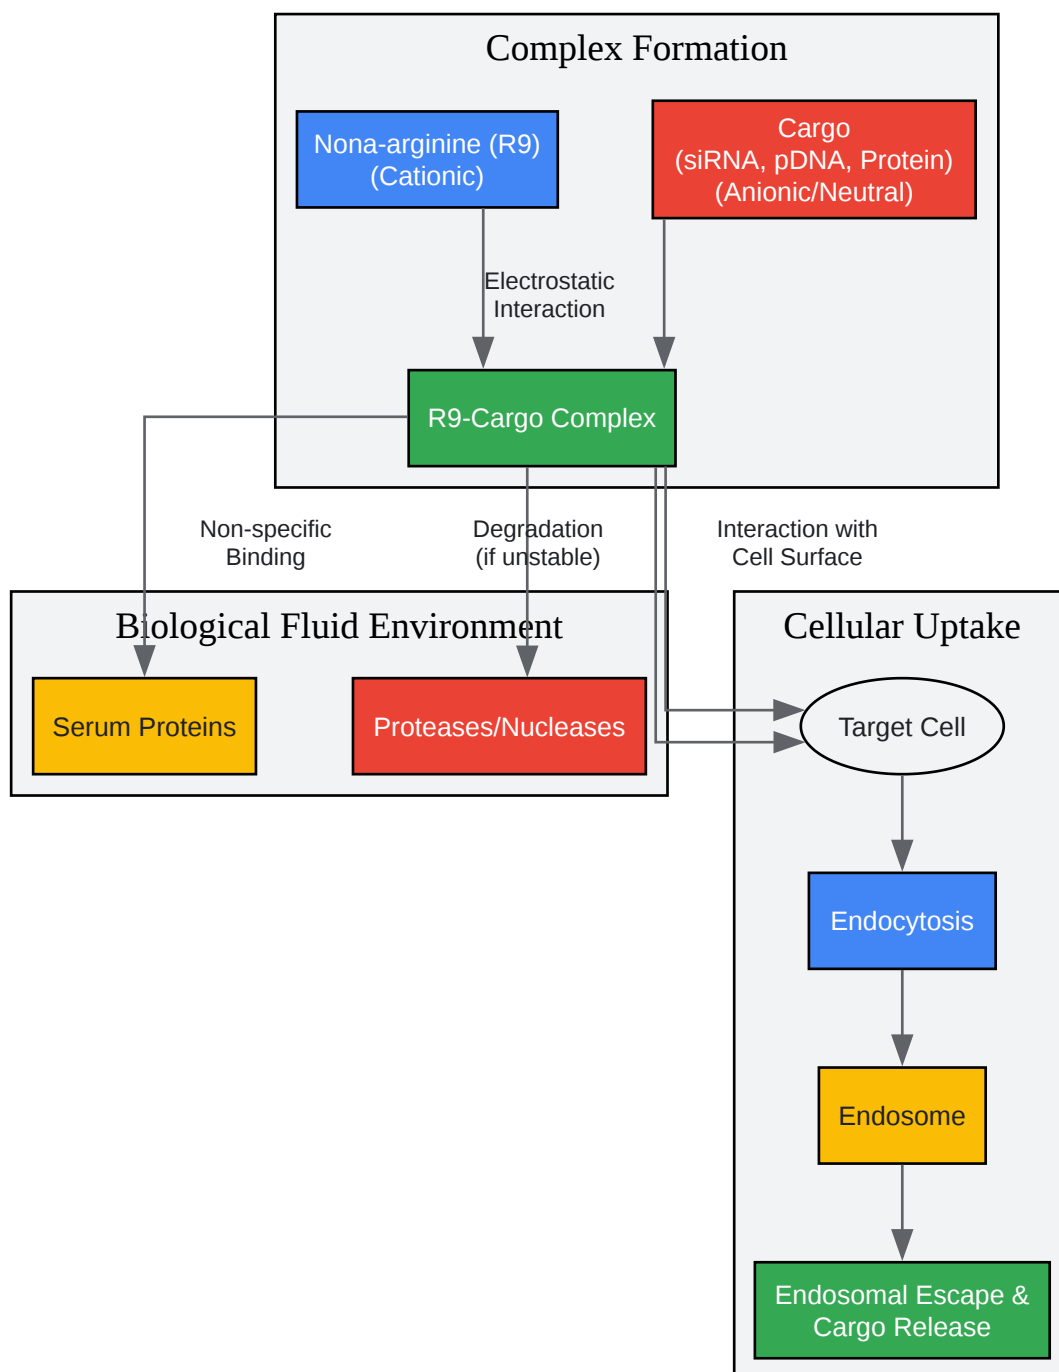 Complex Formation
Nona-arginine (R9)
(Cationic)
Cargo
(siRNA, pDNA, Protein)
(Anionic/Neutral)
Electrostatic
Interaction
R9-Cargo Complex
Non-specific
Binding
Degradation
(if unstable)
Interaction with
Cell Surface
Biological Fluid Environment
Serum Proteins
Proteases/Nucleases
Cellular Uptake
Target Cell
Endocytosis
Endosome
Endosomal Escape &
Cargo Release